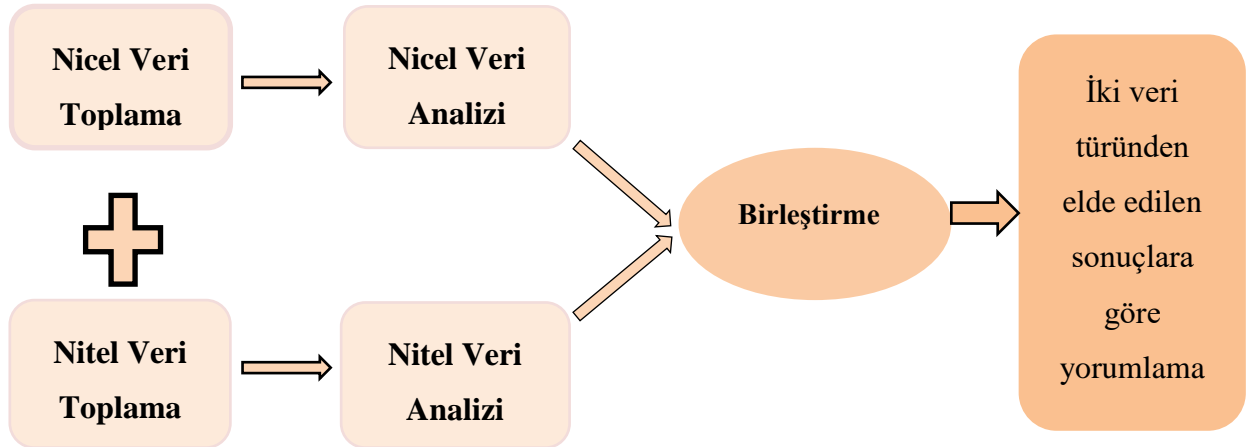 Nicel Veri
Toplama
Nicel Veri
Analizi
Nitel Veri
Toplama
Nitel Veri
Analizi
Birleştirme
İki veri
türünden
elde edilen
sonuçlara
göre
yorumlama